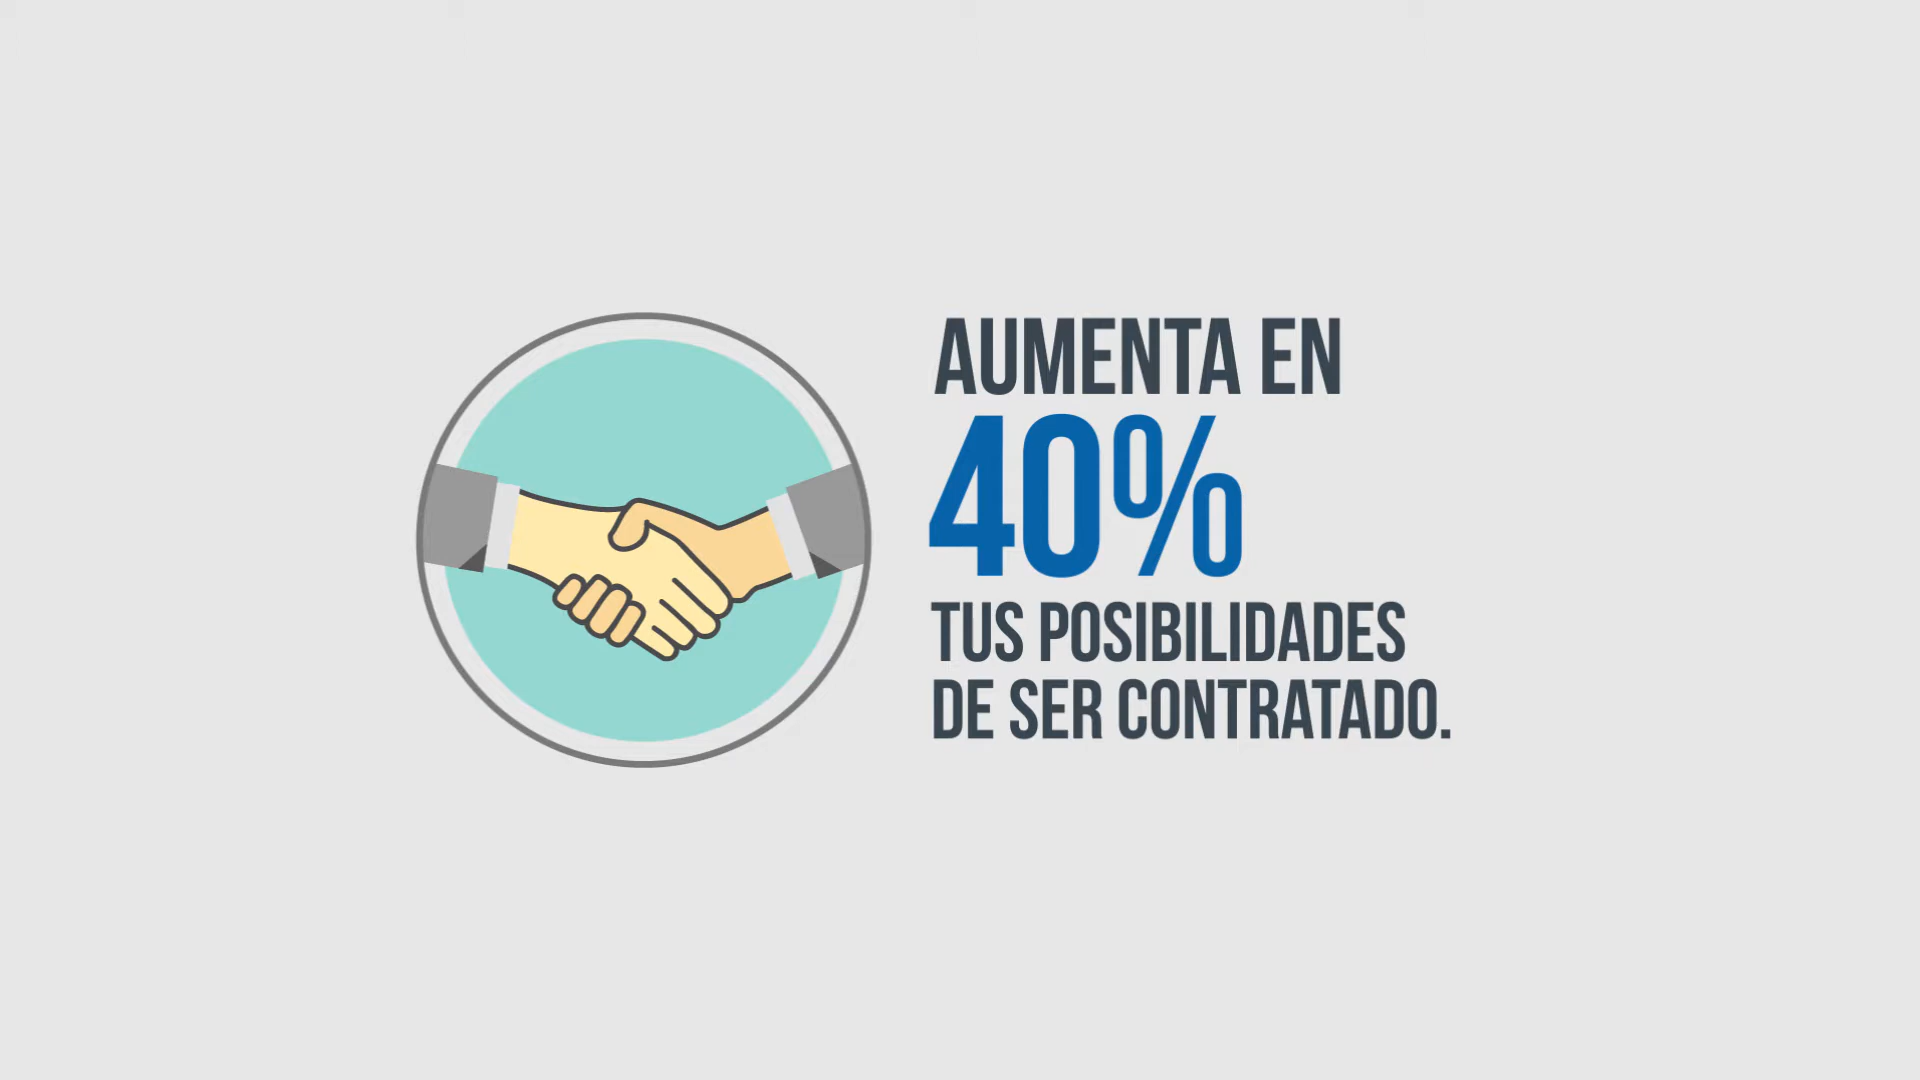 AUMENTA EN
40%
TUS POSIBILIDADES
DE SER CONTRATADO.